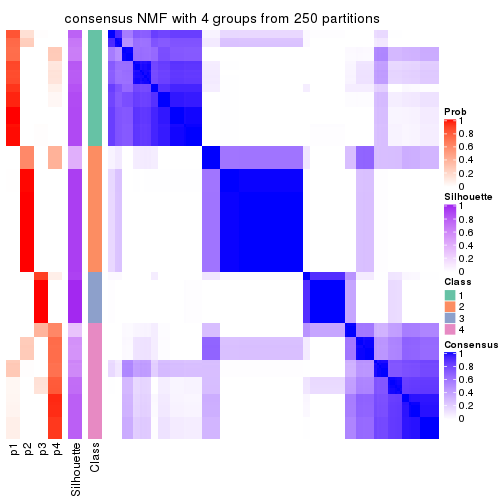 consensus NMF with 4 groups from 250 partitions
Prob
1
0.8
0.6
0.4
0.2
0
Silhouette
1
0.8
0.6
0.4
0.2
0
Class
1
2
3
4
Consensus
1
0.8
0.6
0.4
0.2
0
p1
p2
p3
p4
Silhouette
Class